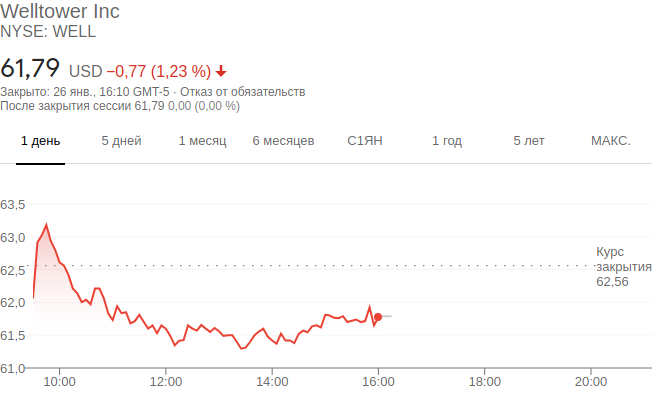 Welltower Inc
NYSE: WELL
61,79 USD −0,77 (1,23 %)
Закрыто: 26 янв., 16:10 GMT-5 · Отказ от обязательств
После закрытия сессии 61,79 0,00 (0,00 %)
1 день 5 дней 1 месяц 6 месяцев С1ЯН 1 год 5 лет МАКС.
63,5
63,0
Курс
закрытия
62,56
62,5
62,0
61,5
61,0
10:00 12:00 14:00 16:00 18:00 20:00